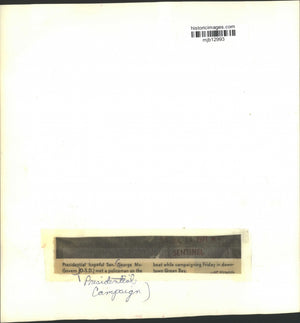 historicimages.com
mjb12993
SENTINEL
Presidential hopeful Sen. George Mc
Govern (D-S.D.) met a policeman on the
beat while campaigning Friday in down-
town Green Bay.
(Presidential
Campaign)